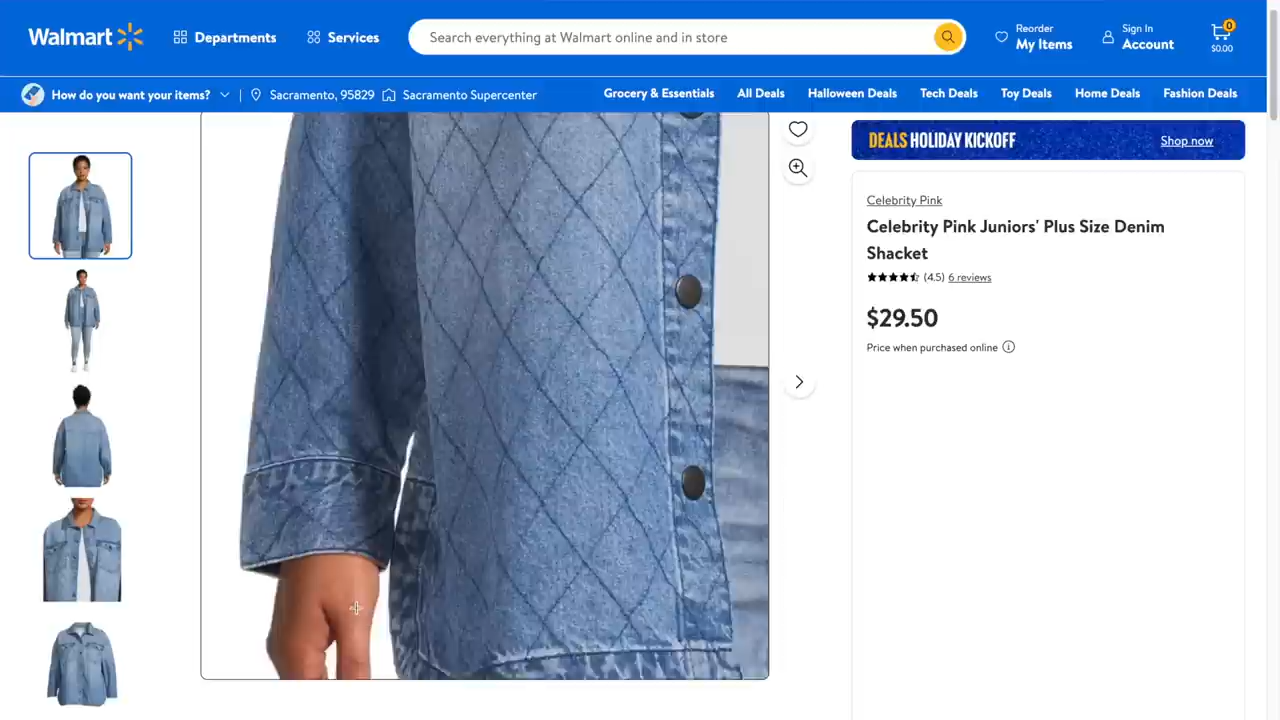 Walmart
Departments
Services
Search everything at Walmart online and in store
Reorder
My Items
Sign In
Account
0
$0.00
How do you want your items?
Sacramento, 95829
Sacramento Supercenter
Grocery & Essentials
All Deals
Halloween Deals
Tech Deals
Toy Deals
Home Deals
Fashion Deals
DEALS HOLIDAY KICKOFF
Shop now
Celebrity Pink
Celebrity Pink Juniors' Plus Size Denim
Shacket
(4.5) 6 reviews
$29.50
Price when purchased online